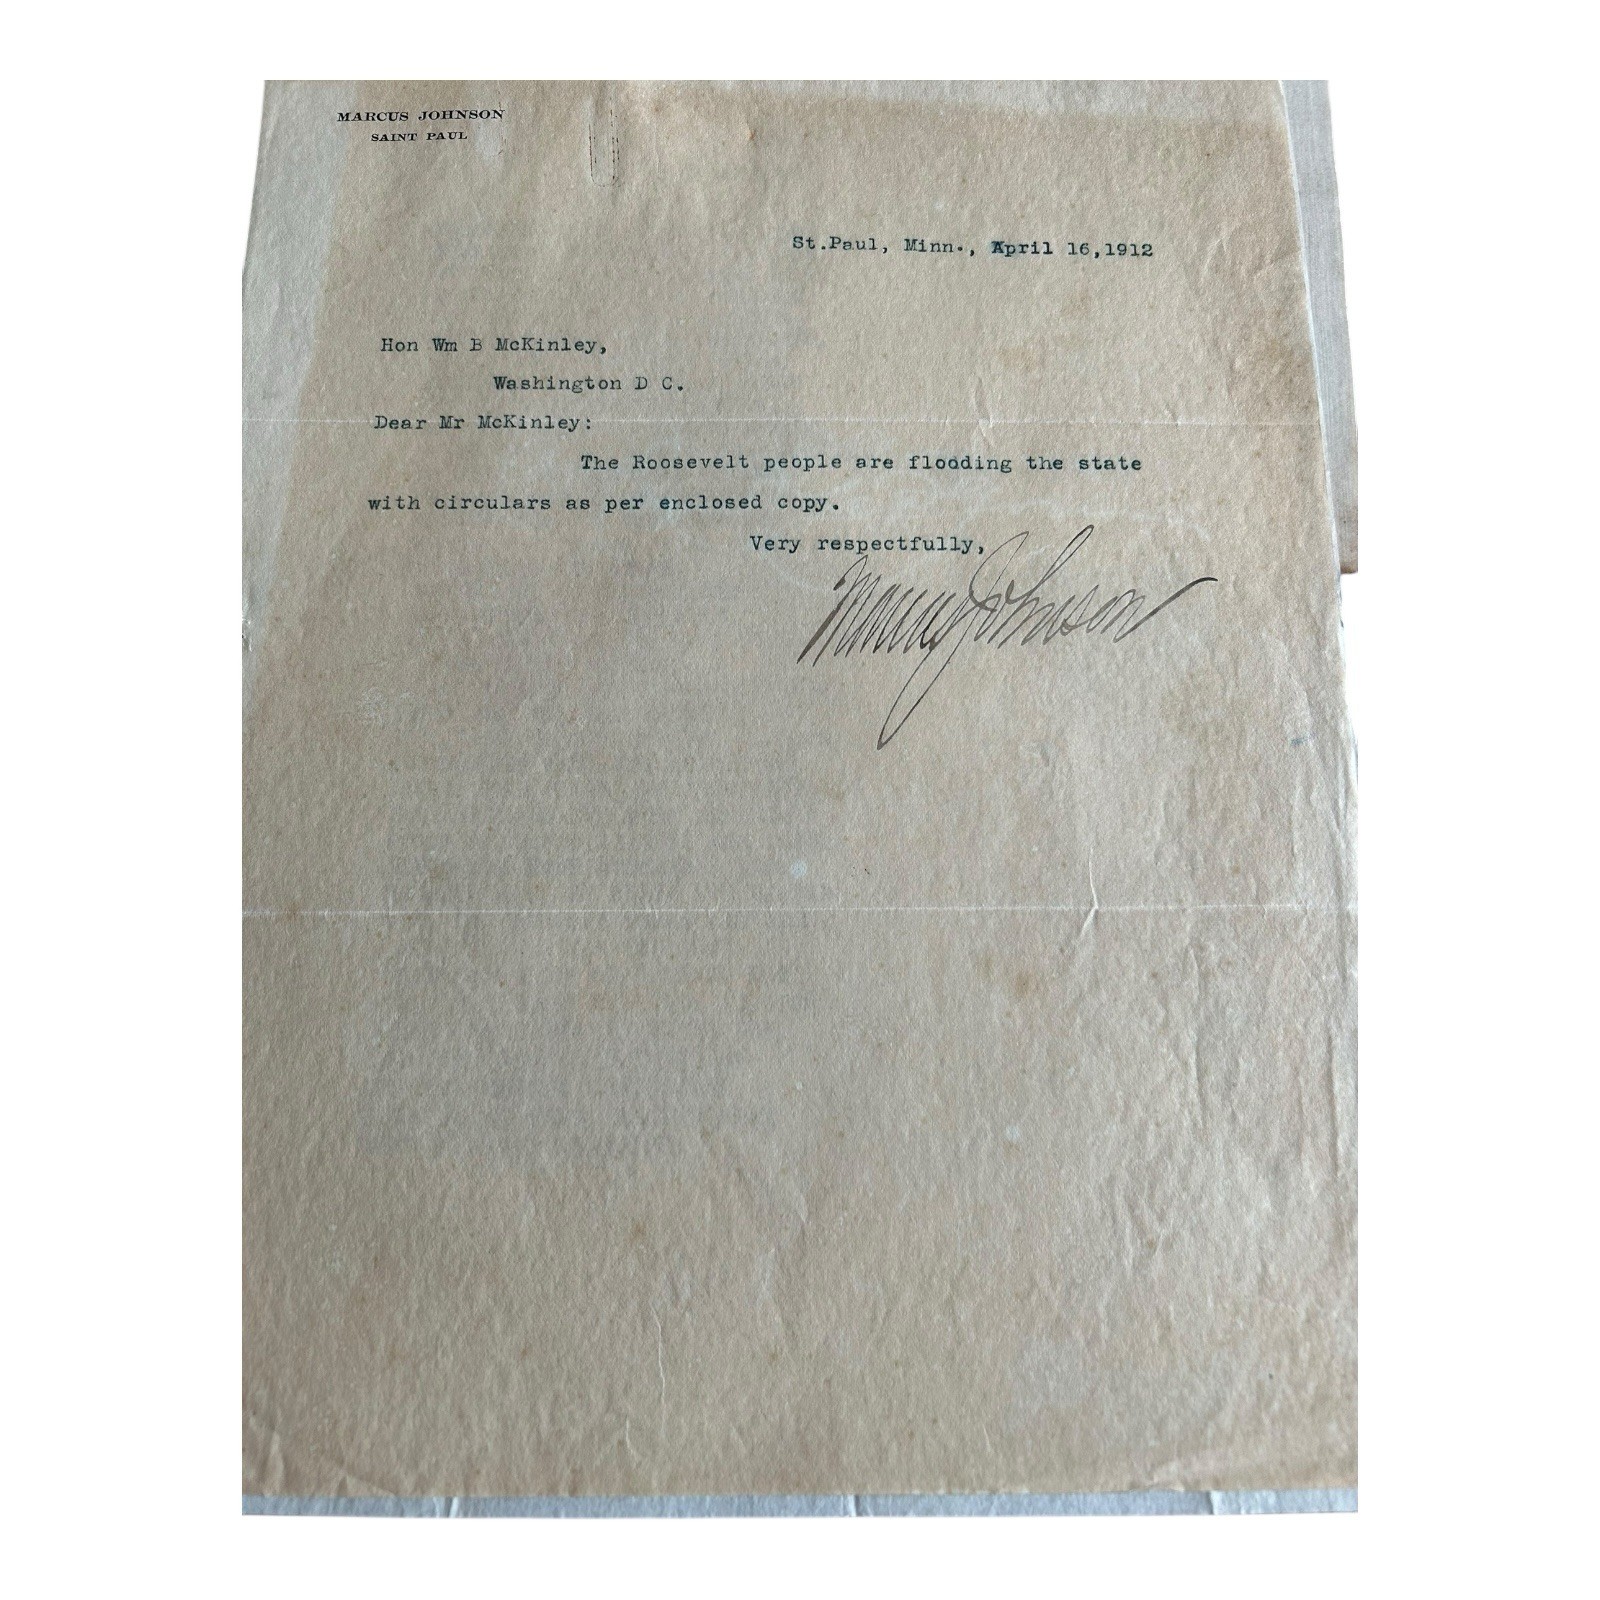 MARCUS JOHNSON
SAINT PAUL
St.Paul, Minn., April 16,1912
Hon Wm B McKinley,
Washington D C.
Dear Mr McKinley:
The Roosevelt people are flooding the state
with circulars as per enclosed copy.
Very respectfully,
Marcus Johnson